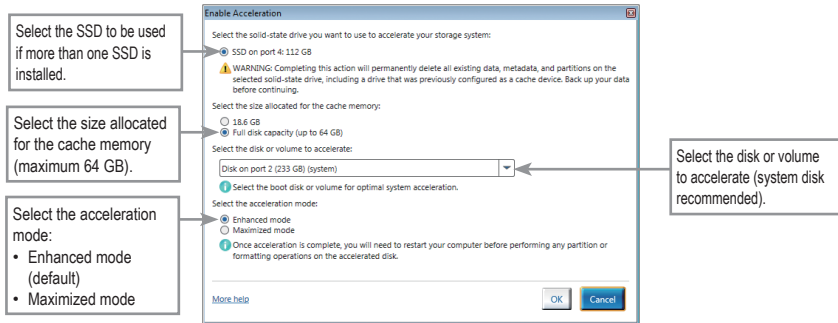 Select the SSD to be used
if more than one SSD is
installed.
Select the size allocated
for the cache memory
(maximum 64 GB).
Select the acceleration
mode:
• Enhanced mode
(default)
• Maximized mode
Enable Acceleration
Select the solid-state drive you want to use to accelerate your storage system:
SSD on port 4: 112 GB
WARNING: Completing this action will permanently delete all existing data, metadata, and partitions on the
selected solid-state drive, including a drive that was previously configured as a cache device. Back up your data
before continuing.
Select the size allocated for the cache memory:
18.6 GB
Full disk capacity (up to 64 GB)
Select the disk or volume to accelerate:
Disk on port 2 (233 GB) (system)
Select the boot disk or volume for optimal system acceleration.
Select the acceleration mode:
Enhanced mode
Maximized mode
Once acceleration is complete, you will need to restart your computer before performing any partition or
formatting operations on the accelerated disk.
More help
OK
Cancel
Select the disk or volume
to accelerate (system disk
recommended).